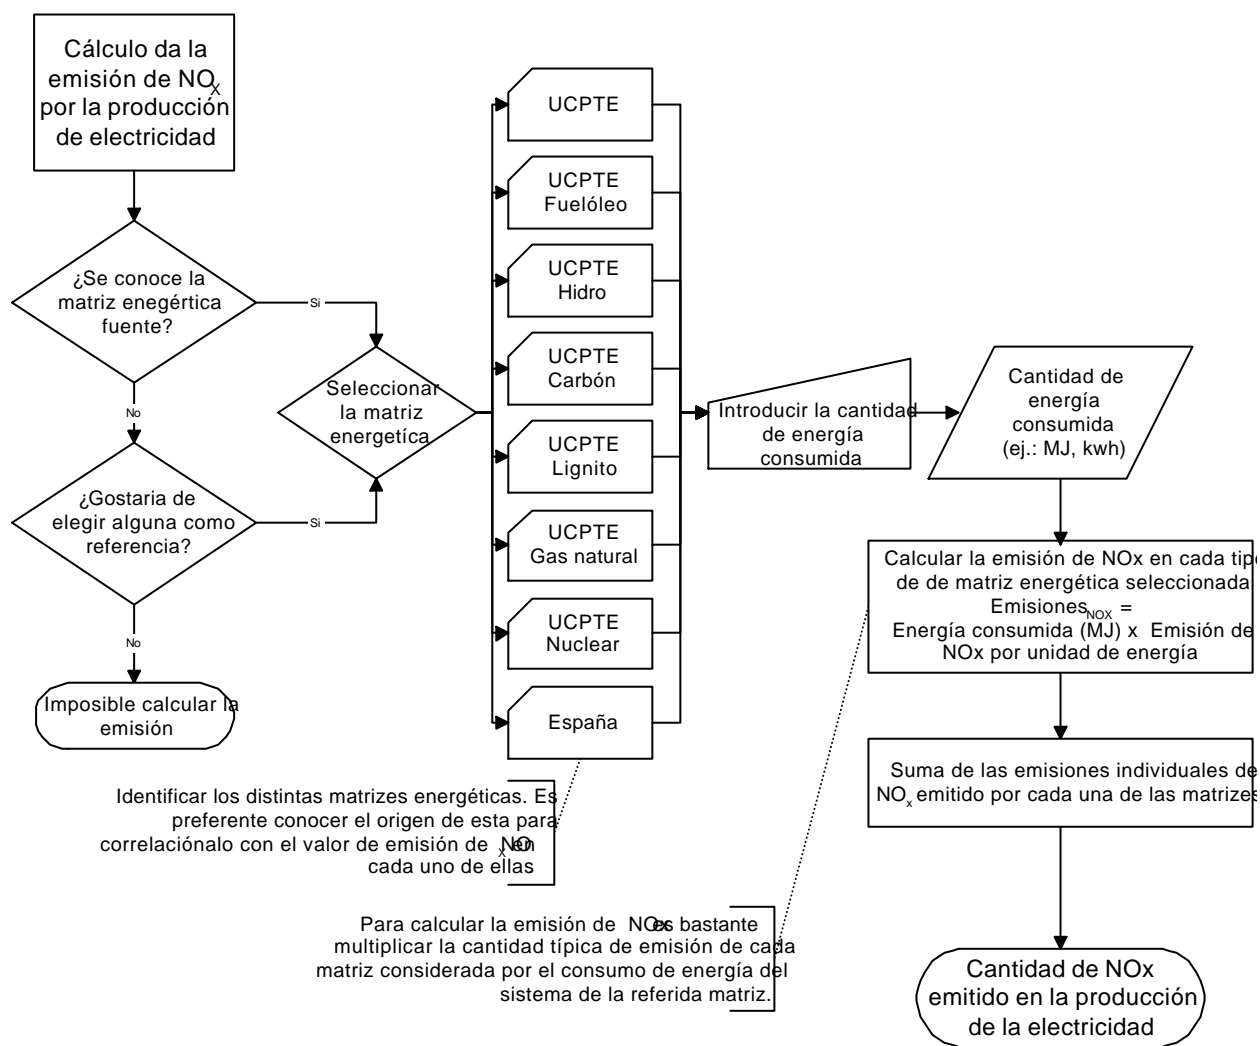 Cálculo da la
emisión de NOX
por la producción
de electricidad
¿Se conoce la
matriz enegértica
fuente?
Si
No
¿Gostaria de
elegir alguna como
referencia?
Si
No
Imposible calcular la
emisión
Seleccionar
la matriz
energetíca
UCPTE
UCPTE
Fuelóleo
UCPTE
Hidro
UCPTE
Carbón
UCPTE
Lignito
UCPTE
Gas natural
UCPTE
Nuclear
España
Introducir la cantidad
de energía
consumida
Cantidad de
energía
consumida
(ej.: MJ, kwh)
Calcular la emisión de NOx en cada tipo
de de matriz energética seleccionada
EmisionesNOX =
Energía consumida (MJ) x Emisión de
NOx por unidad de energía
Suma de las emisiones individuales de
NOx emitido por cada una de las matrizes
Cantidad de NOx
emitido en la producción
de la electricidad
Identificar los distintas matrizes energéticas. Es
preferente conocer el origen de esta para
correlaciónalo con el valor de emisión de NOX en
cada uno de ellas
Para calcular la emisión de NOx es bastante
multiplicar la cantidad típica de emisión de cada
matriz considerada por el consumo de energía del
sistema de la referida matriz.